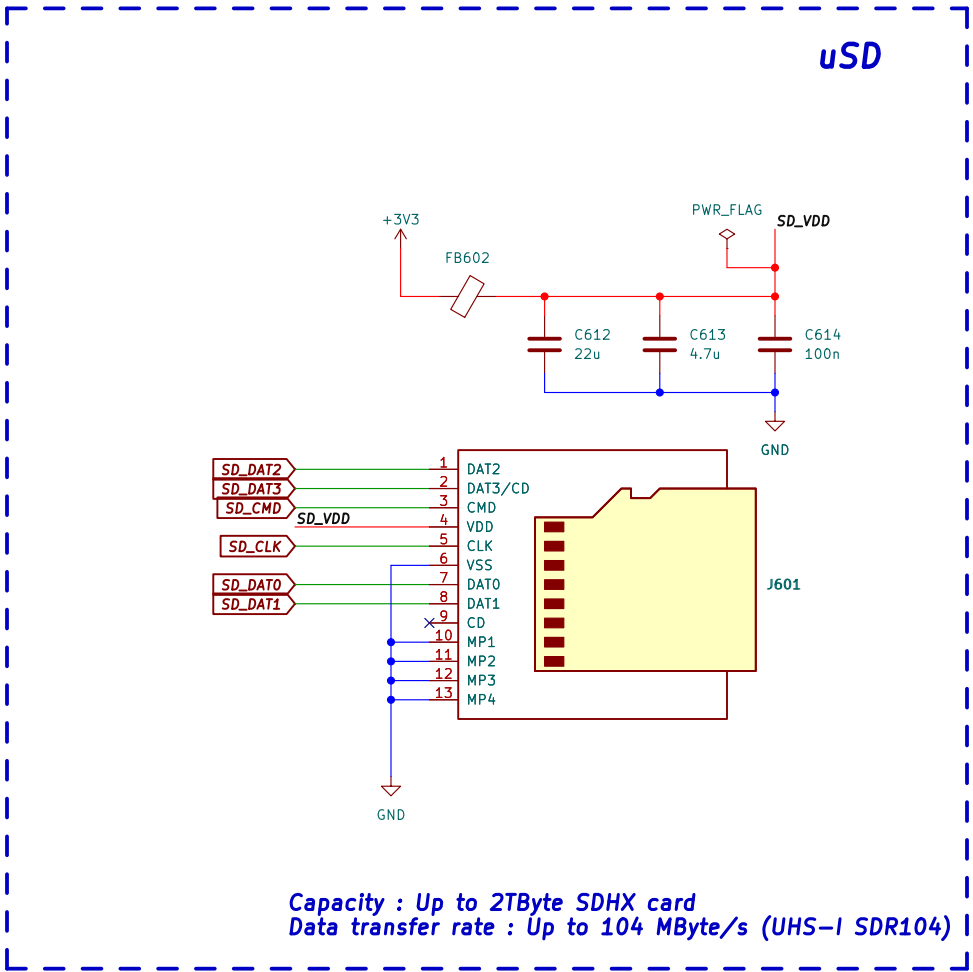 uSD
PWR_FLAG
SD_VDD
+3V3
FB602
C612
22u
C613
4.7u
C614
100n
GND
SD_DAT2 1 DAT2
SD_DAT3 2 DAT3/CD
SD_CMD 3 CMD
SD_VDD 4 VDD
SD_CLK 5 CLK
6 VSS
SD_DAT0 7 DAT0
J601
SD_DAT1 8 DAT1
9 CD
10 MP1
11 MP2
12 MP3
13 MP4
GND
Capacity : Up to 2TByte SDHX card
Data transfer rate : Up to 104 MByte/s (UHS-I SDR104)